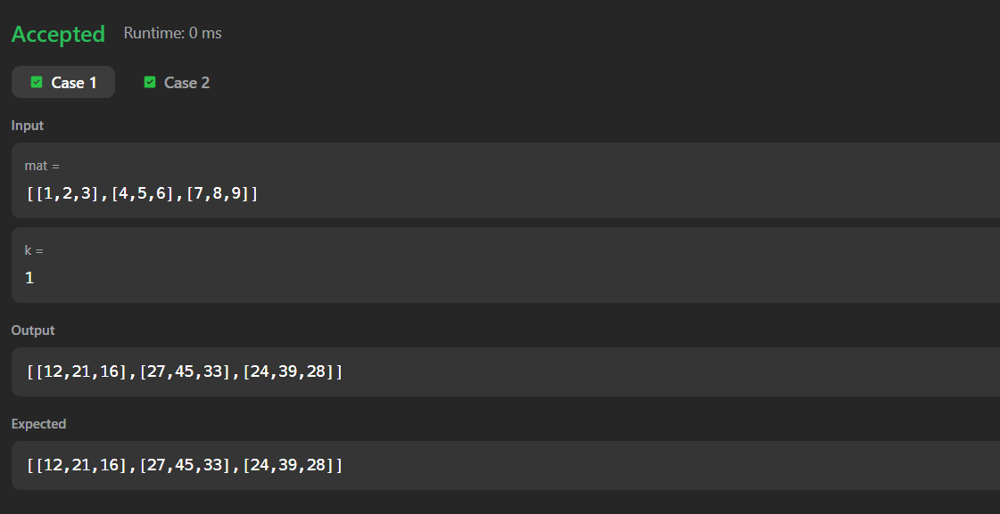 Accepted Runtime: 0 ms
Case 1 Case 2
Input
mat =
[[1,2,3],[4,5,6],[7,8,9]]
k =
1
Output
[[12,21,16],[27,45,33],[24,39,28]]
Expected
[[12,21,16],[27,45,33],[24,39,28]]